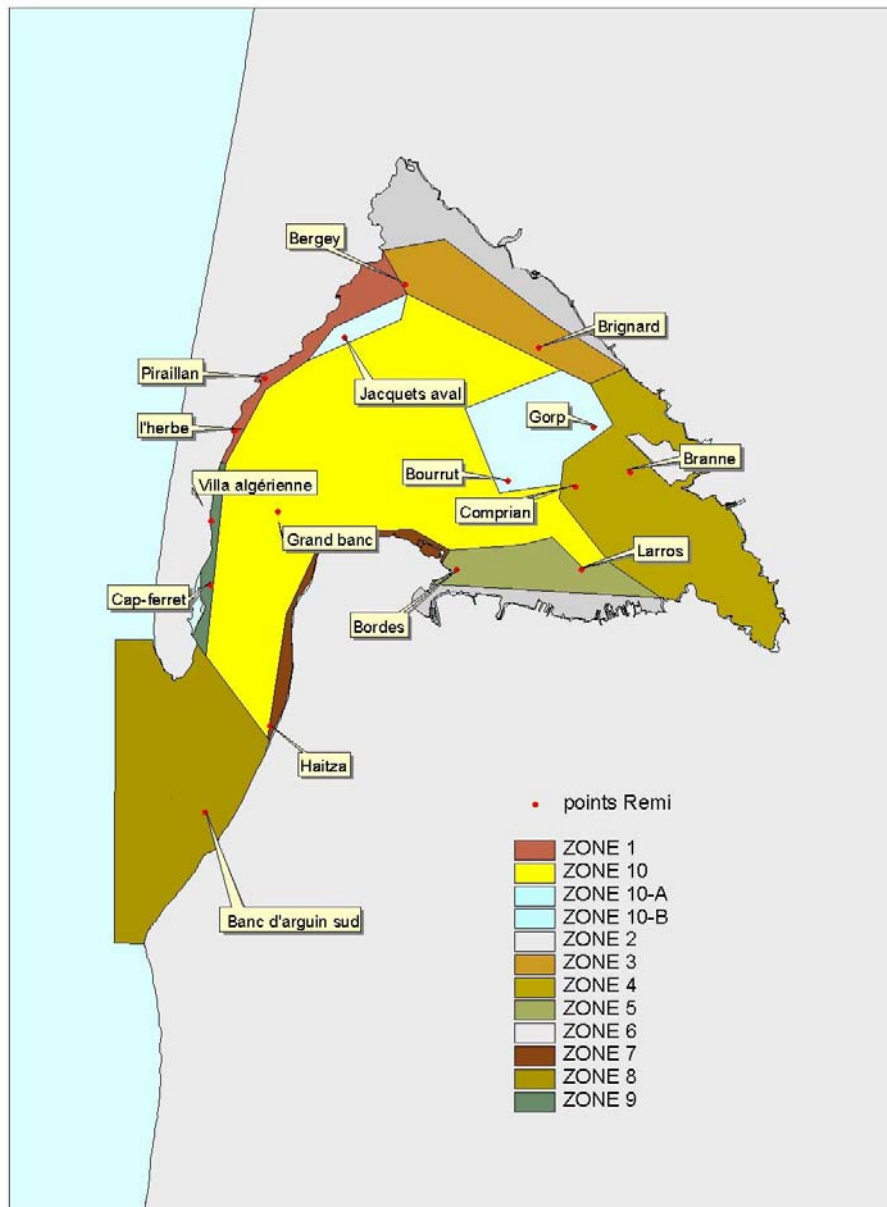 Bergey
Brignard
Piraillan
Jacquets aval
l'herbe
Gorp
Branne
Bourrut
Villa algérienne
Comprian
Grand banc
Larros
Cap-ferret
Bordes
Haitza
points Remi
ZONE 1
ZONE 10
ZONE 10-A
ZONE 10-B
ZONE 2
ZONE 3
ZONE 4
ZONE 5
ZONE 6
ZONE 7
ZONE 8
ZONE 9
Banc d'arguin sud